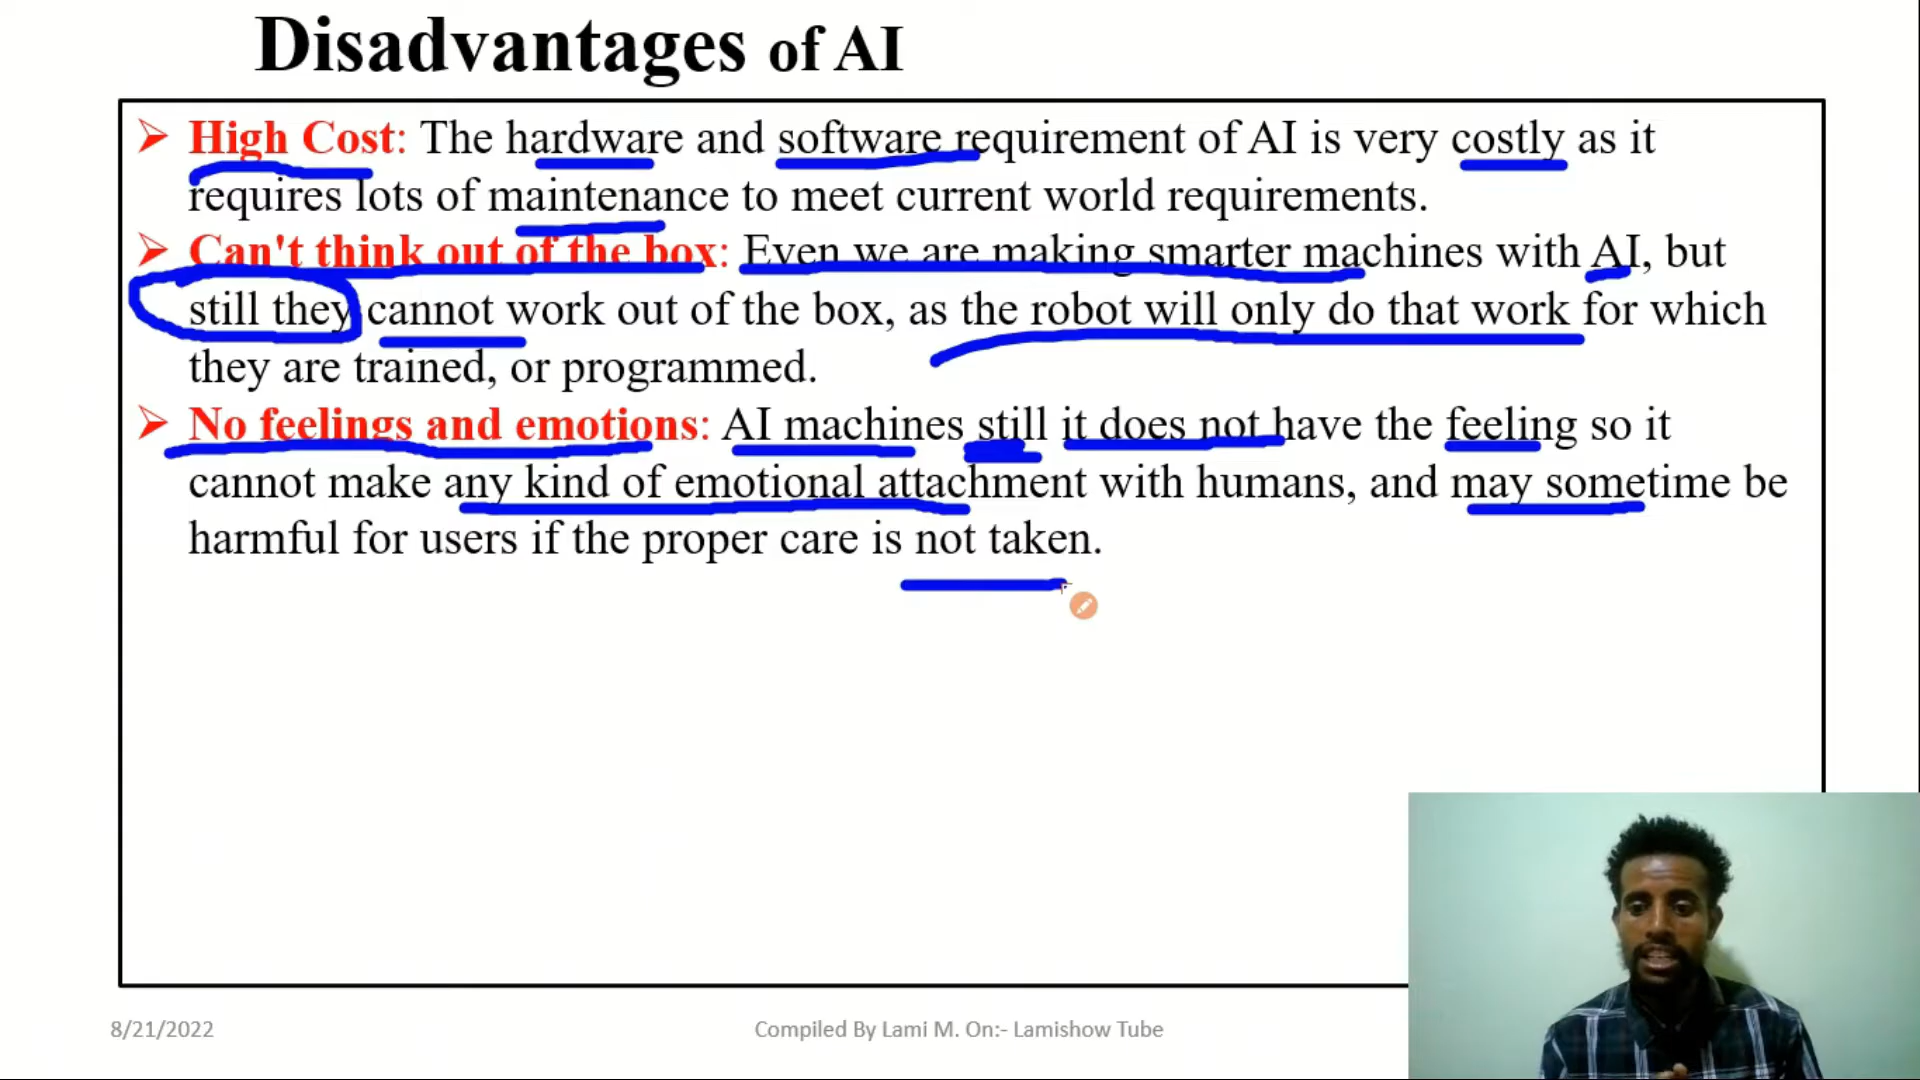 Disadvantages of AI
High Cost: The hardware and software requirement of AI is very costly as it
requires lots of maintenance to meet current world requirements.
Can't think out of the box: Even we are making smarter machines with AI, but
still they cannot work out of the box, as the robot will only do that work for which
they are trained, or programmed.
No feelings and emotions: AI machines still it does not have the feeling so it
cannot make any kind of emotional attachment with humans, and may sometime be
harmful for users if the proper care is not taken.
8/21/2022
Compiled By Lami M. On:- Lamishow Tube